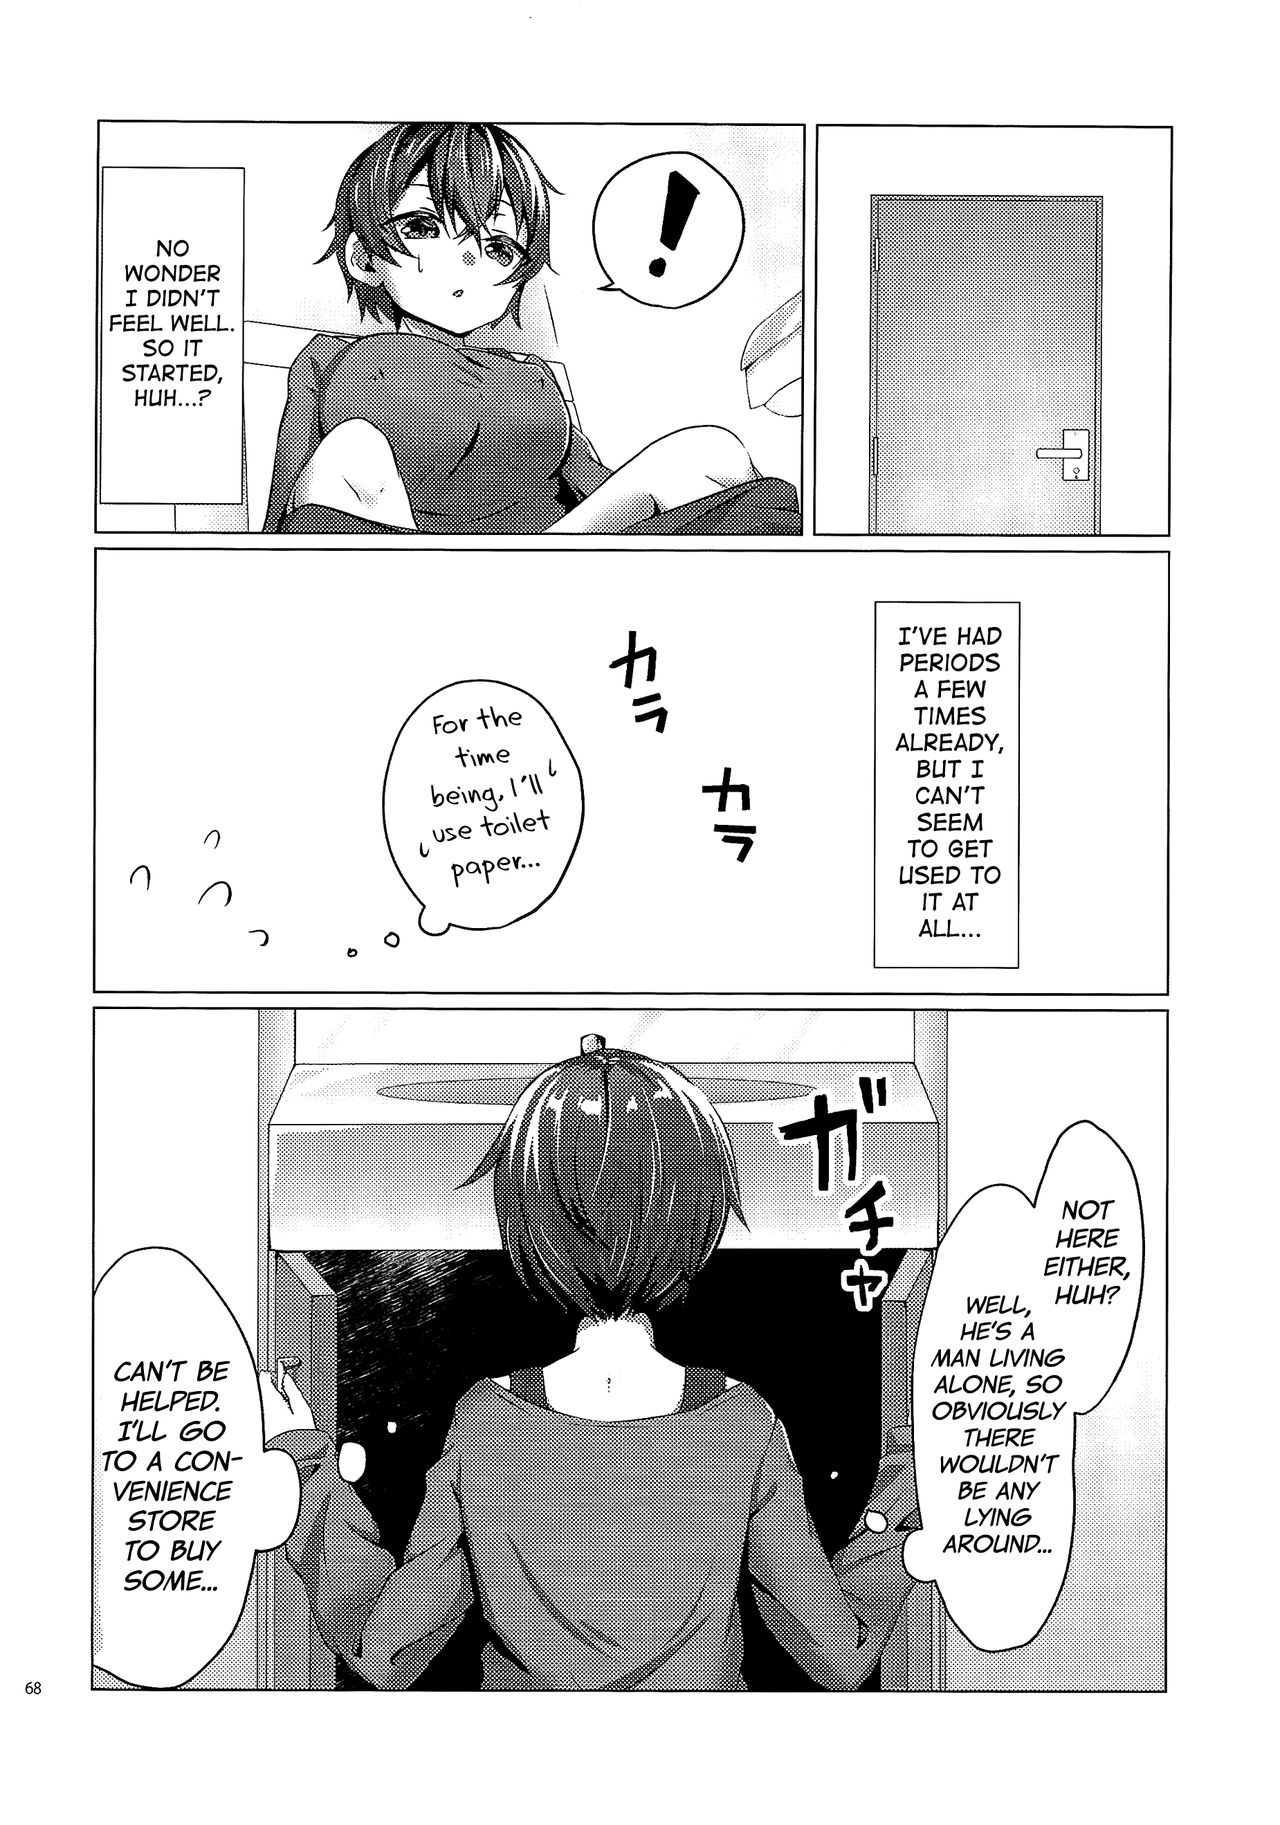 !
NO
WONDER
I DIDN'T
FEEL WELL.
SO IT
STARTED,
HUH...?
I'VE HAD
PERIODS
A FEW
TIMES
ALREADY,
BUT I
CAN'T
SEEM
TO GET
USED TO
IT AT
ALL...
カラ
カラ
For the
time
being, I'll
use toilet
paper...
NOT
HERE
EITHER,
HUH?
WELL,
HE'S A
MAN LIVING
ALONE, SO
OBVIOUSLY
THERE
WOULDN'T
BE ANY
LYING
AROUND...
ガチャ
CAN'T BE
HELPED.
I'LL GO
TO A CON-
VENIENCE
STORE
TO BUY
SOME...
68